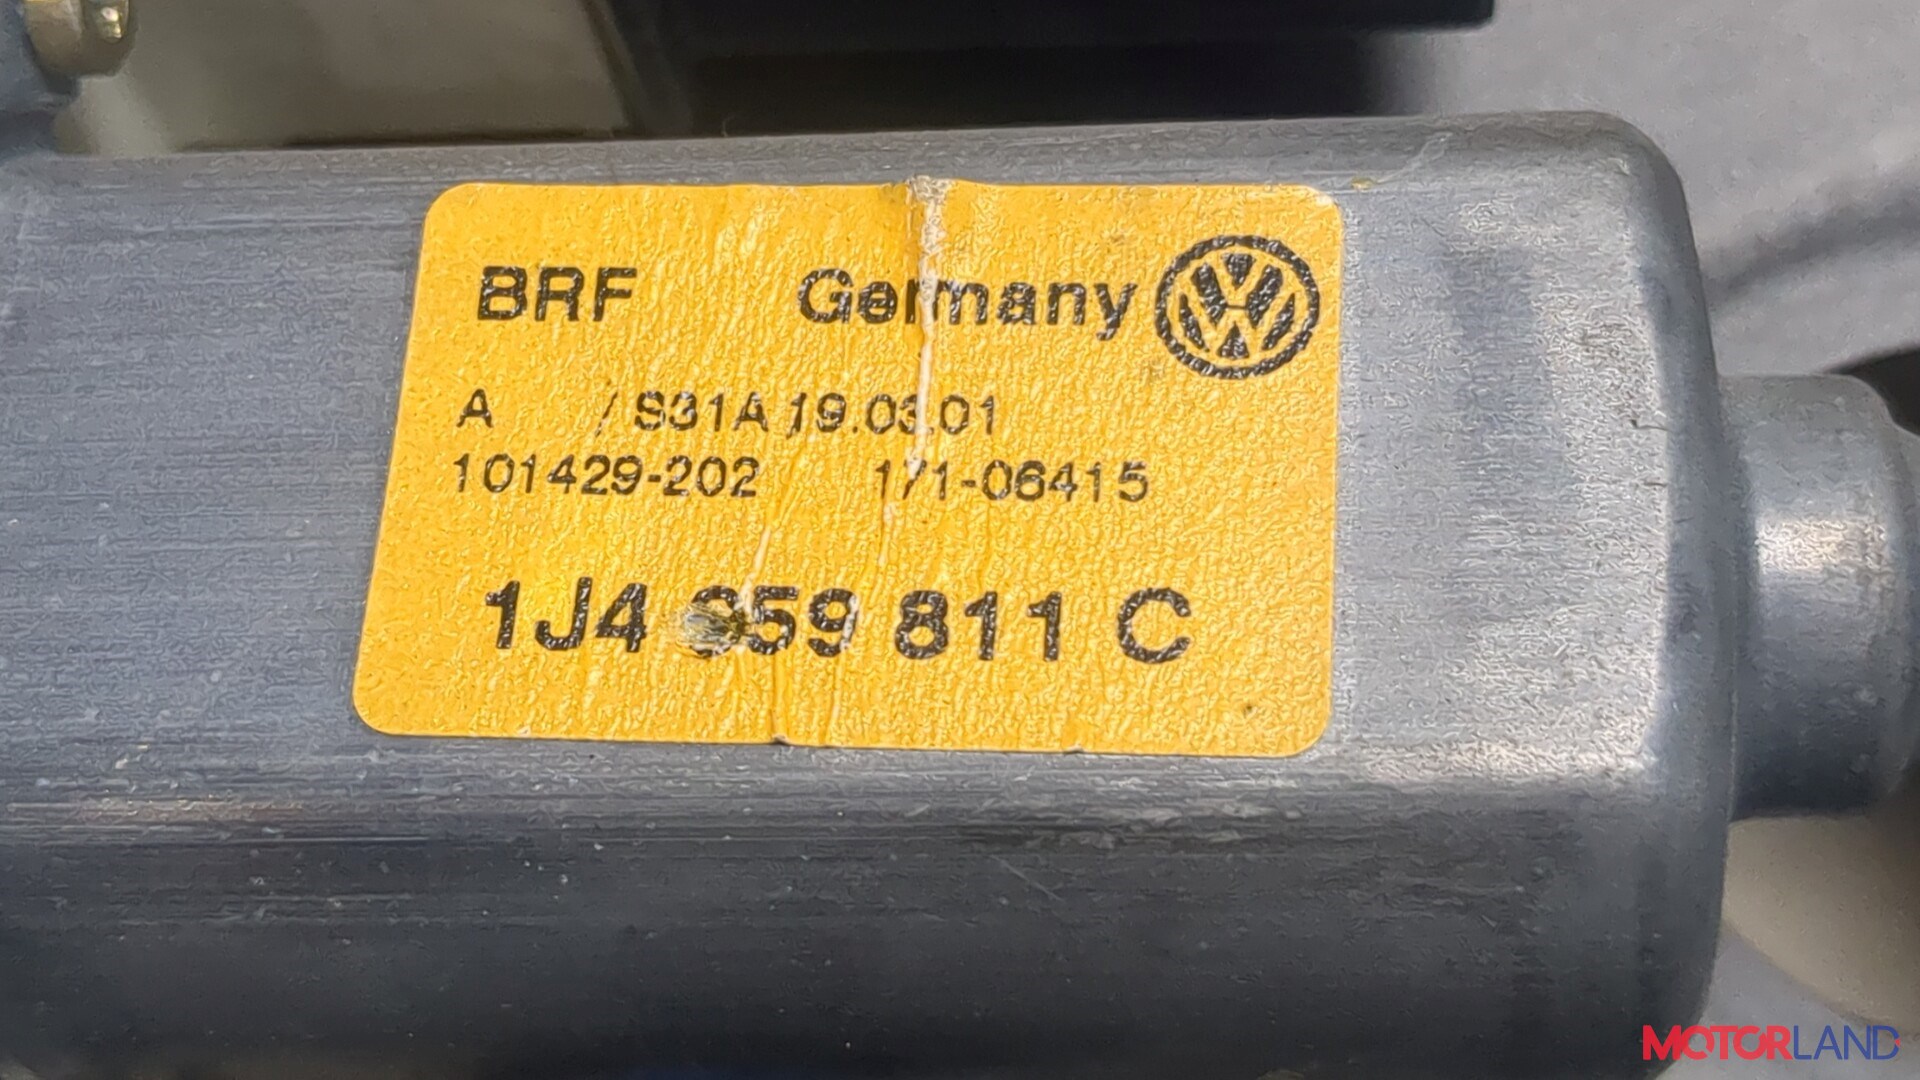 BRF Germany
A / S31A 19.03.01
101429-202 171-06415
1J4 959 811 C
MOTORLAND